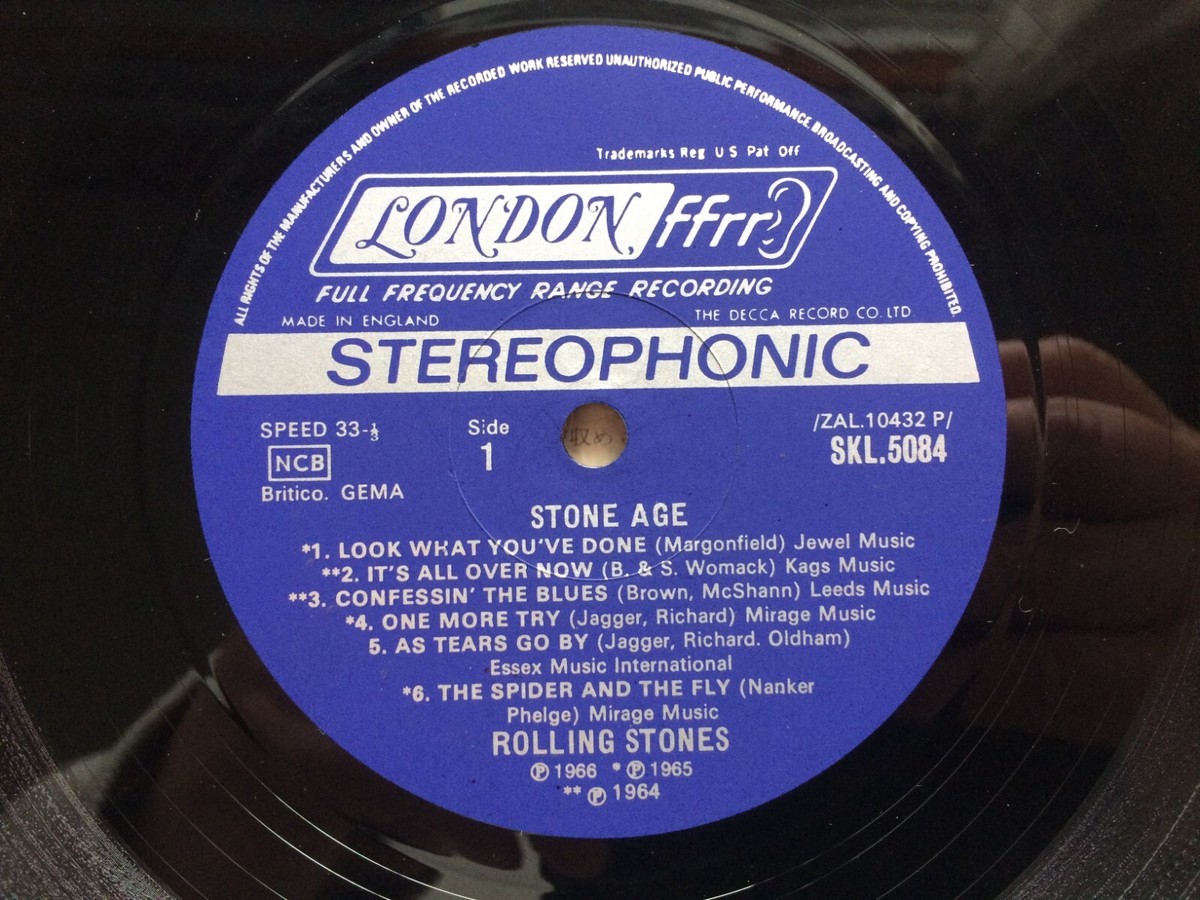 ALL RIGHTS OF THE MANUFACTURERS AND OWNER OF THE RECORDED WORK RESERVED UNAUTHORIZED PUBLIC PERFORMANCE. BROADCASTING AND COPYING PROHIBITED.
Trademarks Reg U S Pat Off
LONDON, ffrr
FULL FREQUENCY RANGE RECORDING
MADE IN ENGLAND THE DECCA RECORD CO. LTD
STEREOPHONIC
SPEED 33-⅓ Side /ZAL.10432 P/
NCB 1 収め SKL.5084
Britico. GEMA
STONE AGE
*1. LOOK WHAT YOU'VE DONE (Margonfield) Jewel Music
**2. IT'S ALL OVER NOW (B. & S. Womack) Kags Music
**3. CONFESSIN' THE BLUES (Brown, McShann) Leeds Music
*4. ONE MORE TRY (Jagger, Richard) Mirage Music
5. AS TEARS GO BY (Jagger, Richard. Oldham)
Essex Music International
*6. THE SPIDER AND THE FLY (Nanker
Phelge) Mirage Music
ROLLING STONES
℗ 1966 * ℗ 1965
** ℗ 1964